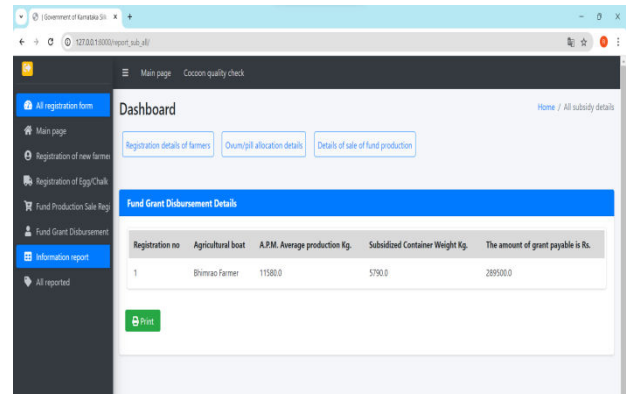 | Government of Karnataka Silk
127.0.0.1:8000/report_sub_all/
Main page Cocoon quality check
All registration form
Main page
Registration of new farmer
Registration of Egg/Chalk
Fund Production Sale Regi
Fund Grant Disbursement
Information report
All reported
Dashboard
Home / All subsidy details
Registration details of farmers Ovum/pill allocation details Details of sale of fund production
Fund Grant Disbursement Details
Registration no Agricultural boat A.P.M. Average production Kg. Subsidized Container Weight Kg. The amount of grant payable is Rs.
1 Bhimrao Farmer 11580.0 5790.0 289500.0
Print